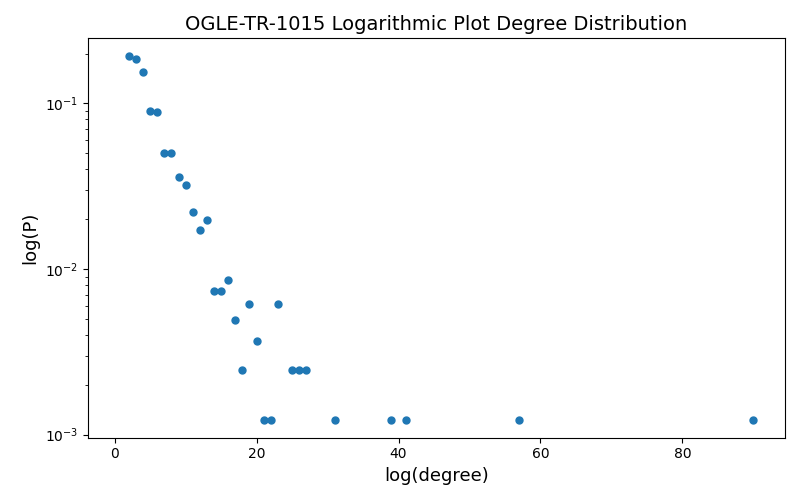 OGLE-TR-1015 Logarithmic Plot Degree Distribution
log(P)
10⁻¹
10⁻²
10⁻³
0 20 40 60 80
log(degree)